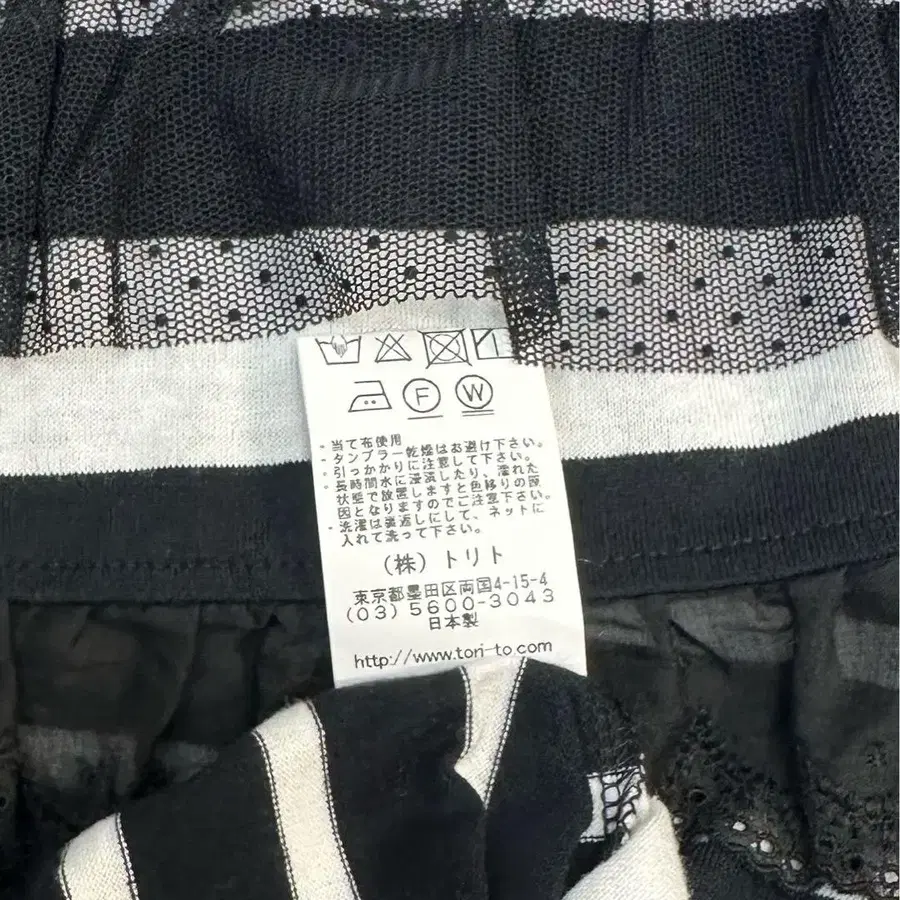 F W
・当て布使用
・タンブラー乾燥はお避け下さい。
・引っかかりに注意して下さい。
・長時間水に浸漬したり、濡れた
状態で放置しますと色移りの原
因となりますのでご注意下さい。
・洗濯は裏返しにして、ネットに
入れて洗って下さい。
(株)トリト
東京都墨田区両国4-15-4
(03)5600-3043
日本製
http://www.tori-to.com